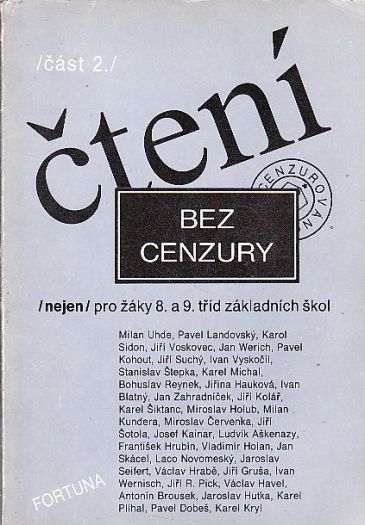 /část 2./
čtení
CENZUROVÁNO
BEZ
CENZURY
/nejen/ pro žáky 8. a 9. tříd základních škol
Milan Uhde, Pavel Landovský, Karol
Sidon, Jiří Voskovec, Jan Werich, Pavel
Kohout, Jiří Suchý, Ivan Vyskočil,
Stanislav Štepka, Karel Michal,
Bohuslav Reynek, Jiřina Hauková, Ivan
Blatný, Jan Zahradníček, Jiří Kolář,
Karel Šiktanc, Miroslav Holub, Milan
Kundera, Miroslav Červenka, Jiří
Šotola, Josef Kainar, Ludvík Aškenazy,
František Hrubín, Vladimír Holan, Jan
Skácel, Laco Novomeský, Jaroslav
Seifert, Václav Hrabě, Jiří Gruša, Ivan
Wernisch, Jiří R. Pick, Václav Havel,
Antonín Brousek, Jaroslav Hutka, Karel
Plíhal, Pavel Dobeš, Karel Kryl
FORTUNA